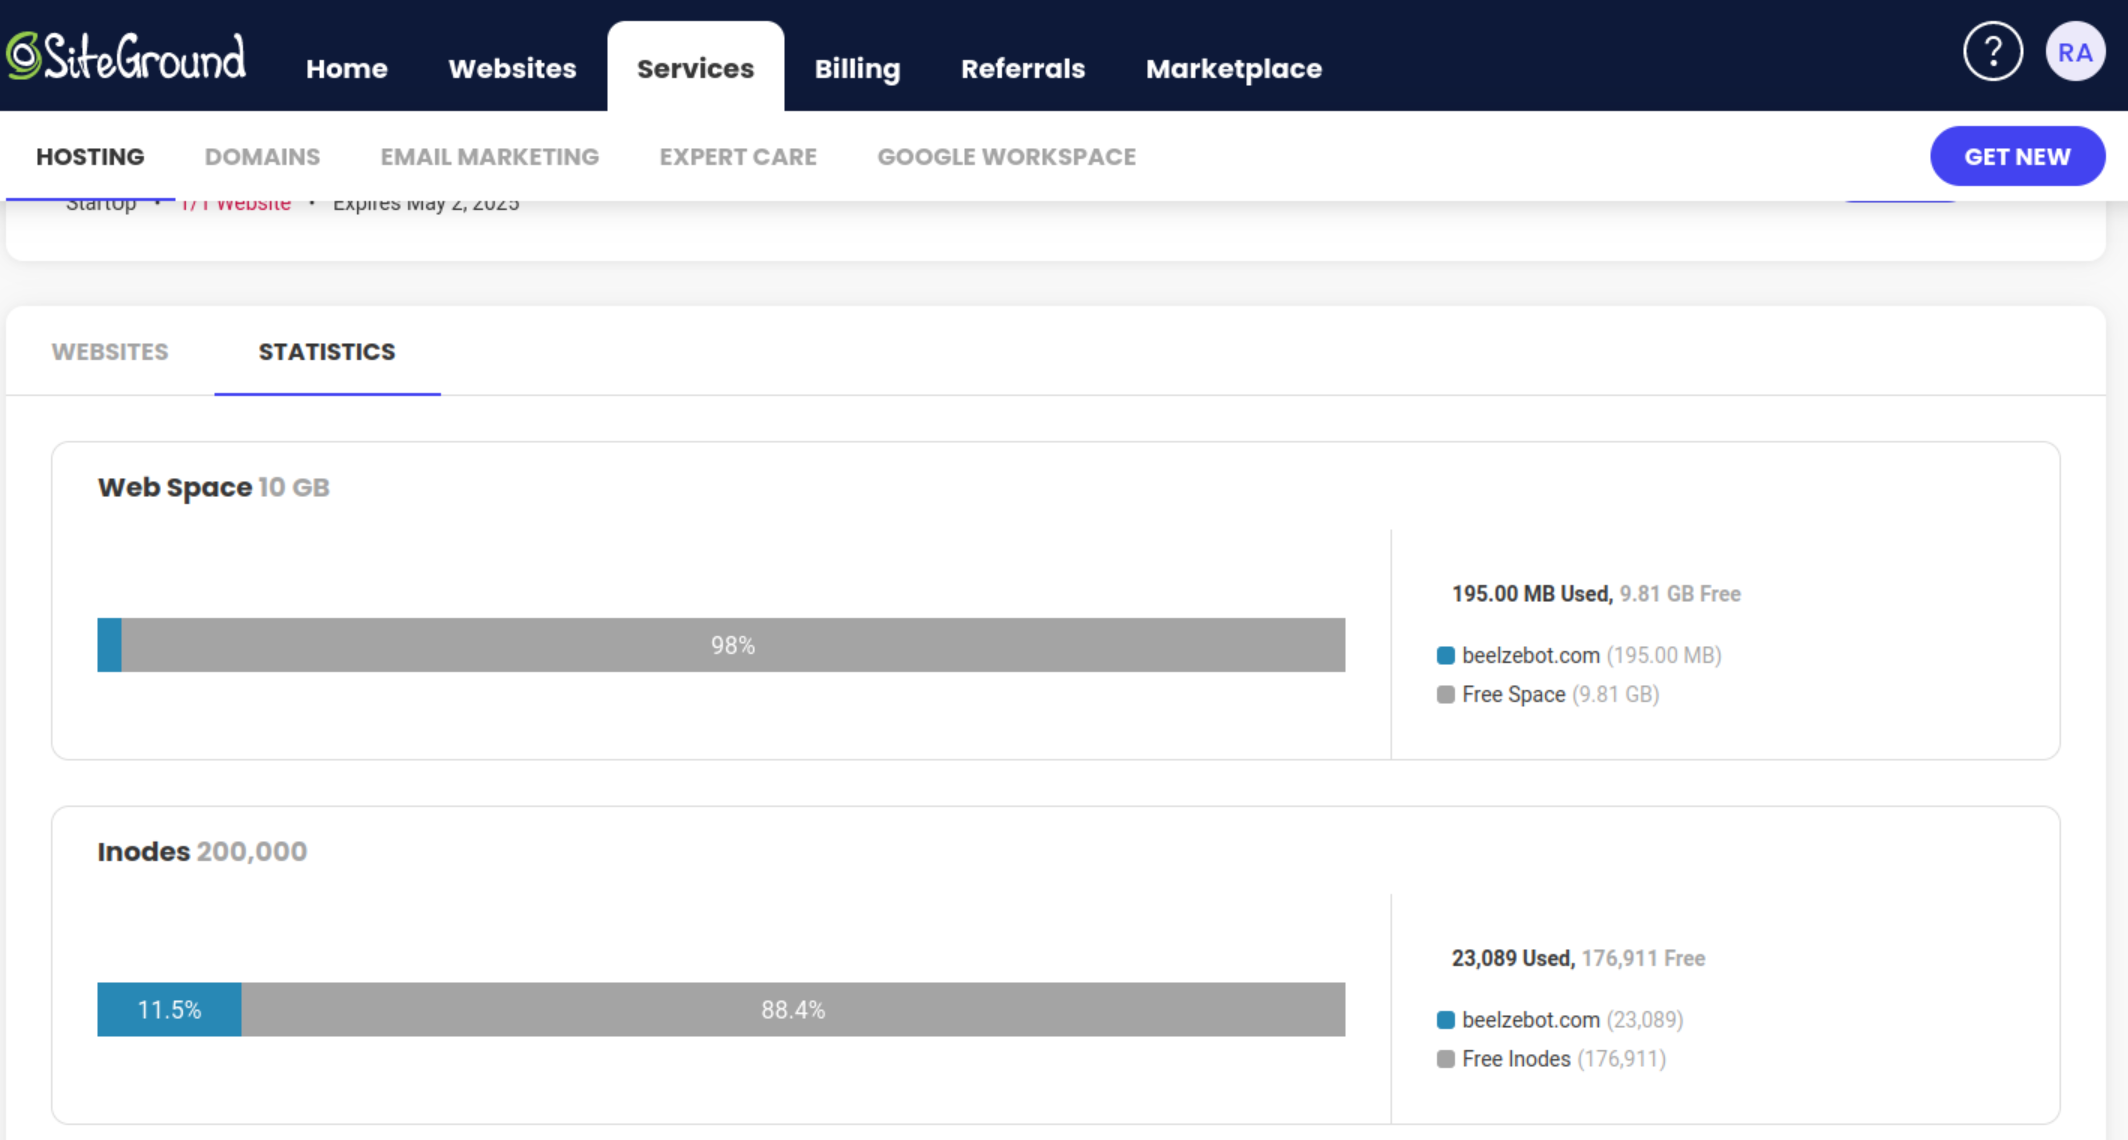 SiteGround Home Websites Services Billing Referrals Marketplace ? RA
HOSTING DOMAINS EMAIL MARKETING EXPERT CARE GOOGLE WORKSPACE GET NEW
Startup · 1/1 Website · Expires May 2, 2025
WEBSITES STATISTICS
Web Space 10 GB
195.00 MB Used, 9.81 GB Free
98%
beelzebot.com (195.00 MB)
Free Space (9.81 GB)
Inodes 200,000
23,089 Used, 176,911 Free
11.5% 88.4%
beelzebot.com (23,089)
Free Inodes (176,911)